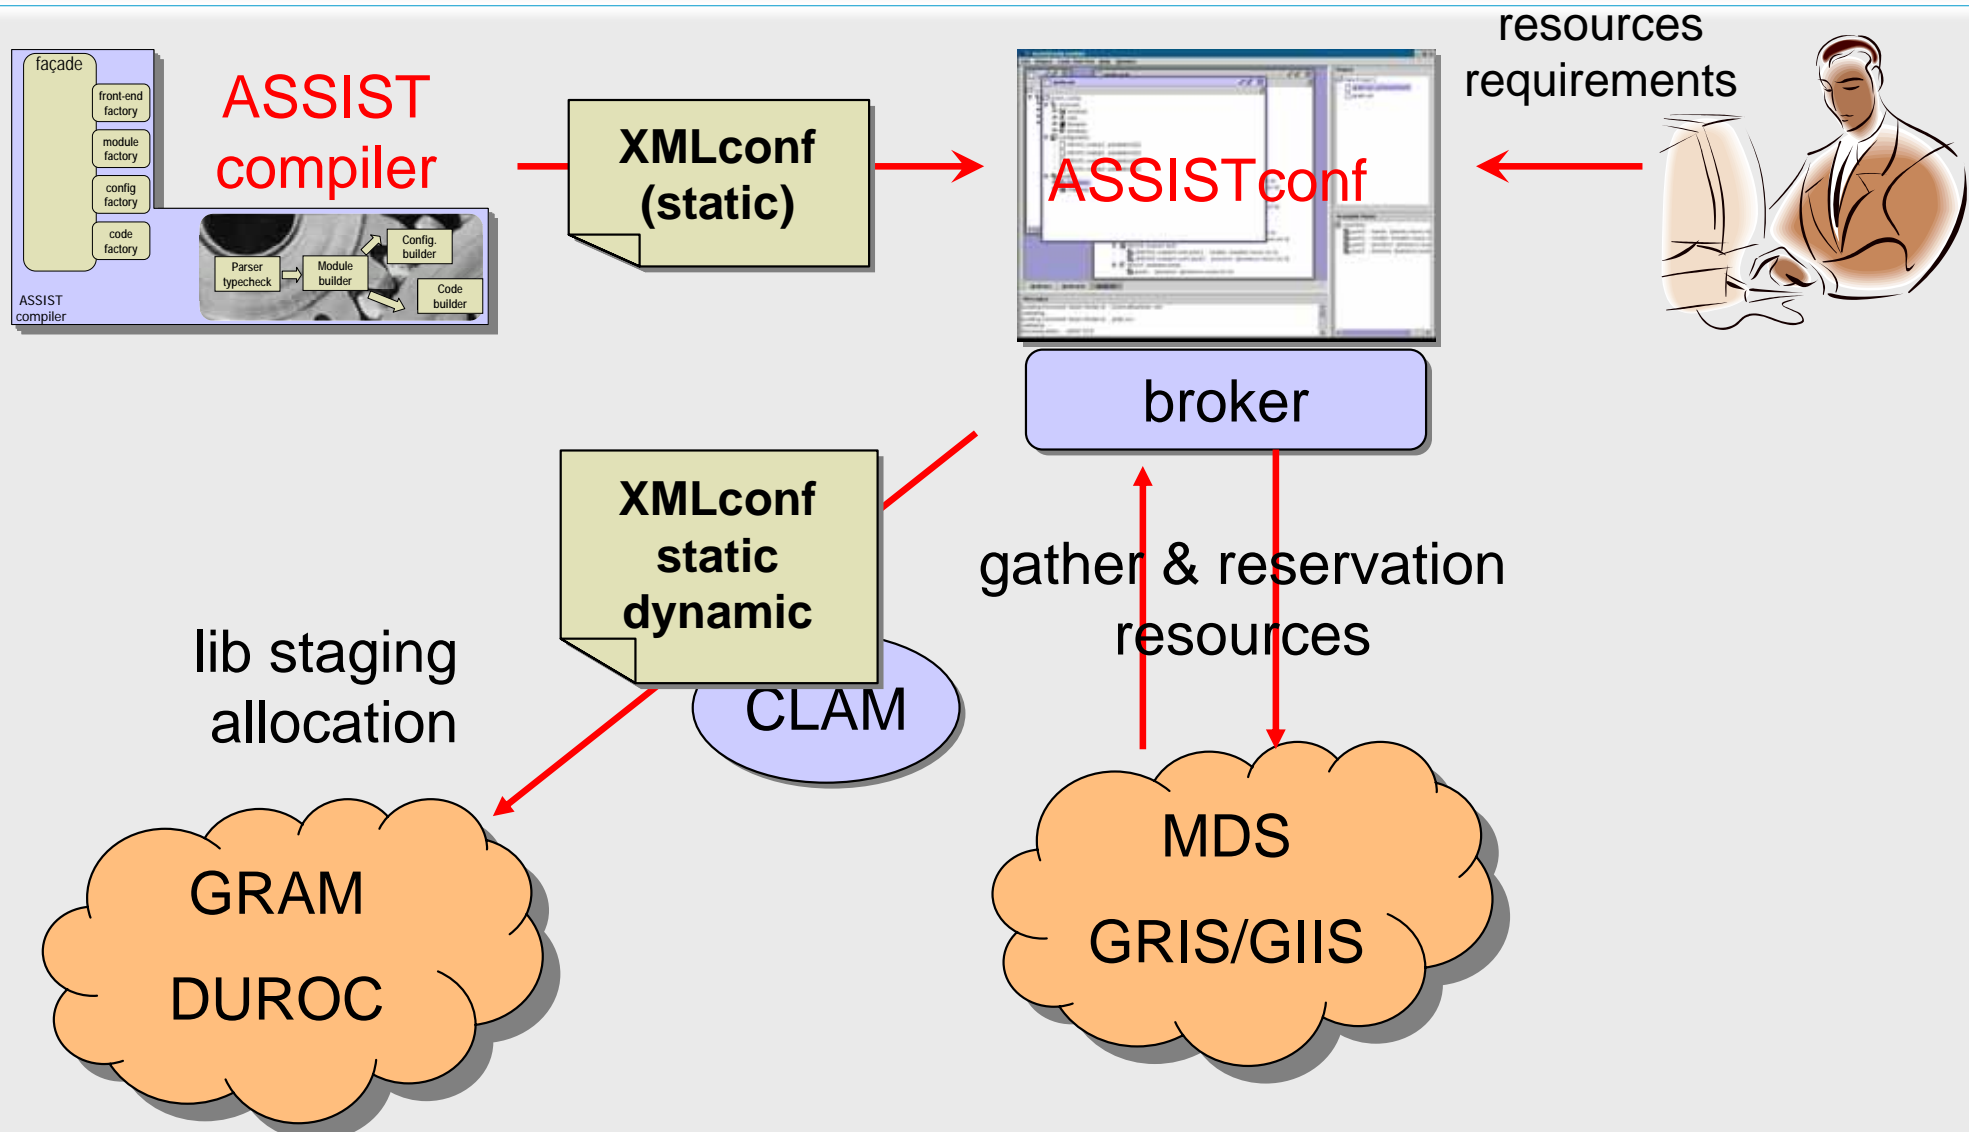 façade
front-end
factory
module
factory
config
factory
code
factory
ASSIST
compiler
Parser
typecheck
Module
builder
Config.
builder
Code
builder
ASSIST
compiler
XMLconf
(static)
ASSISTconf
resources
requirements
broker
XMLconf
static
dynamic
gather & reservation
resources
lib staging
allocation
CLAM
GRAM
DUROC
MDS
GRIS/GIIS